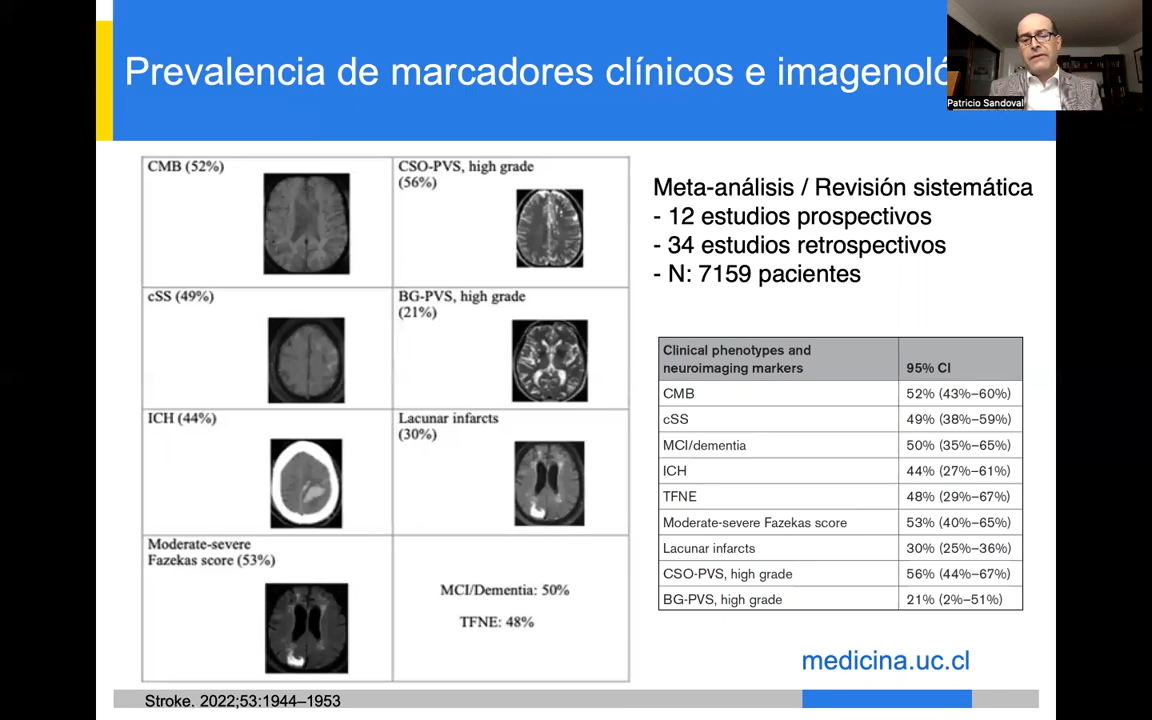 Prevalencia de marcadores clínicos e imagenoló
Patricio Sandoval
CMB (52%)
CSO-PVS, high grade
(56%)
cSS (49%)
BG-PVS, high grade
(21%)
ICH (44%)
Lacunar infarcts
(30%)
Moderate-severe
Fazekas score (53%)
MCI/Dementia: 50%
TFNE: 48%
Meta-análisis / Revisión sistemática
- 12 estudios prospectivos
- 34 estudios retrospectivos
- N: 7159 pacientes
Clinical phenotypes and
neuroimaging markers
95% CI
CMB 52% (43%–60%)
cSS 49% (38%–59%)
MCI/dementia 50% (35%–65%)
ICH 44% (27%–61%)
TFNE 48% (29%–67%)
Moderate-severe Fazekas score 53% (40%–65%)
Lacunar infarcts 30% (25%–36%)
CSO-PVS, high grade 56% (44%–67%)
BG-PVS, high grade 21% (2%–51%)
medicina.uc.cl
Stroke. 2022;53:1944–1953